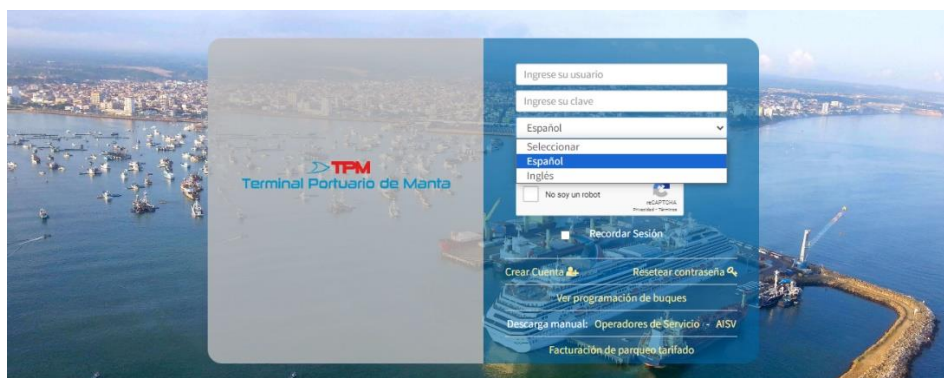 TPM
Terminal Portuario de Manta
Ingrese su usuario
Ingrese su clave
Español
Seleccionar
Español
Inglés
No soy un robot
reCAPTCHA
Privacidad - Términos
Recordar Sesión
Crear Cuenta
Resetear contraseña
Ver programación de buques
Descarga manual: Operadores de Servicio - AISV
Facturación de parqueo tarifado